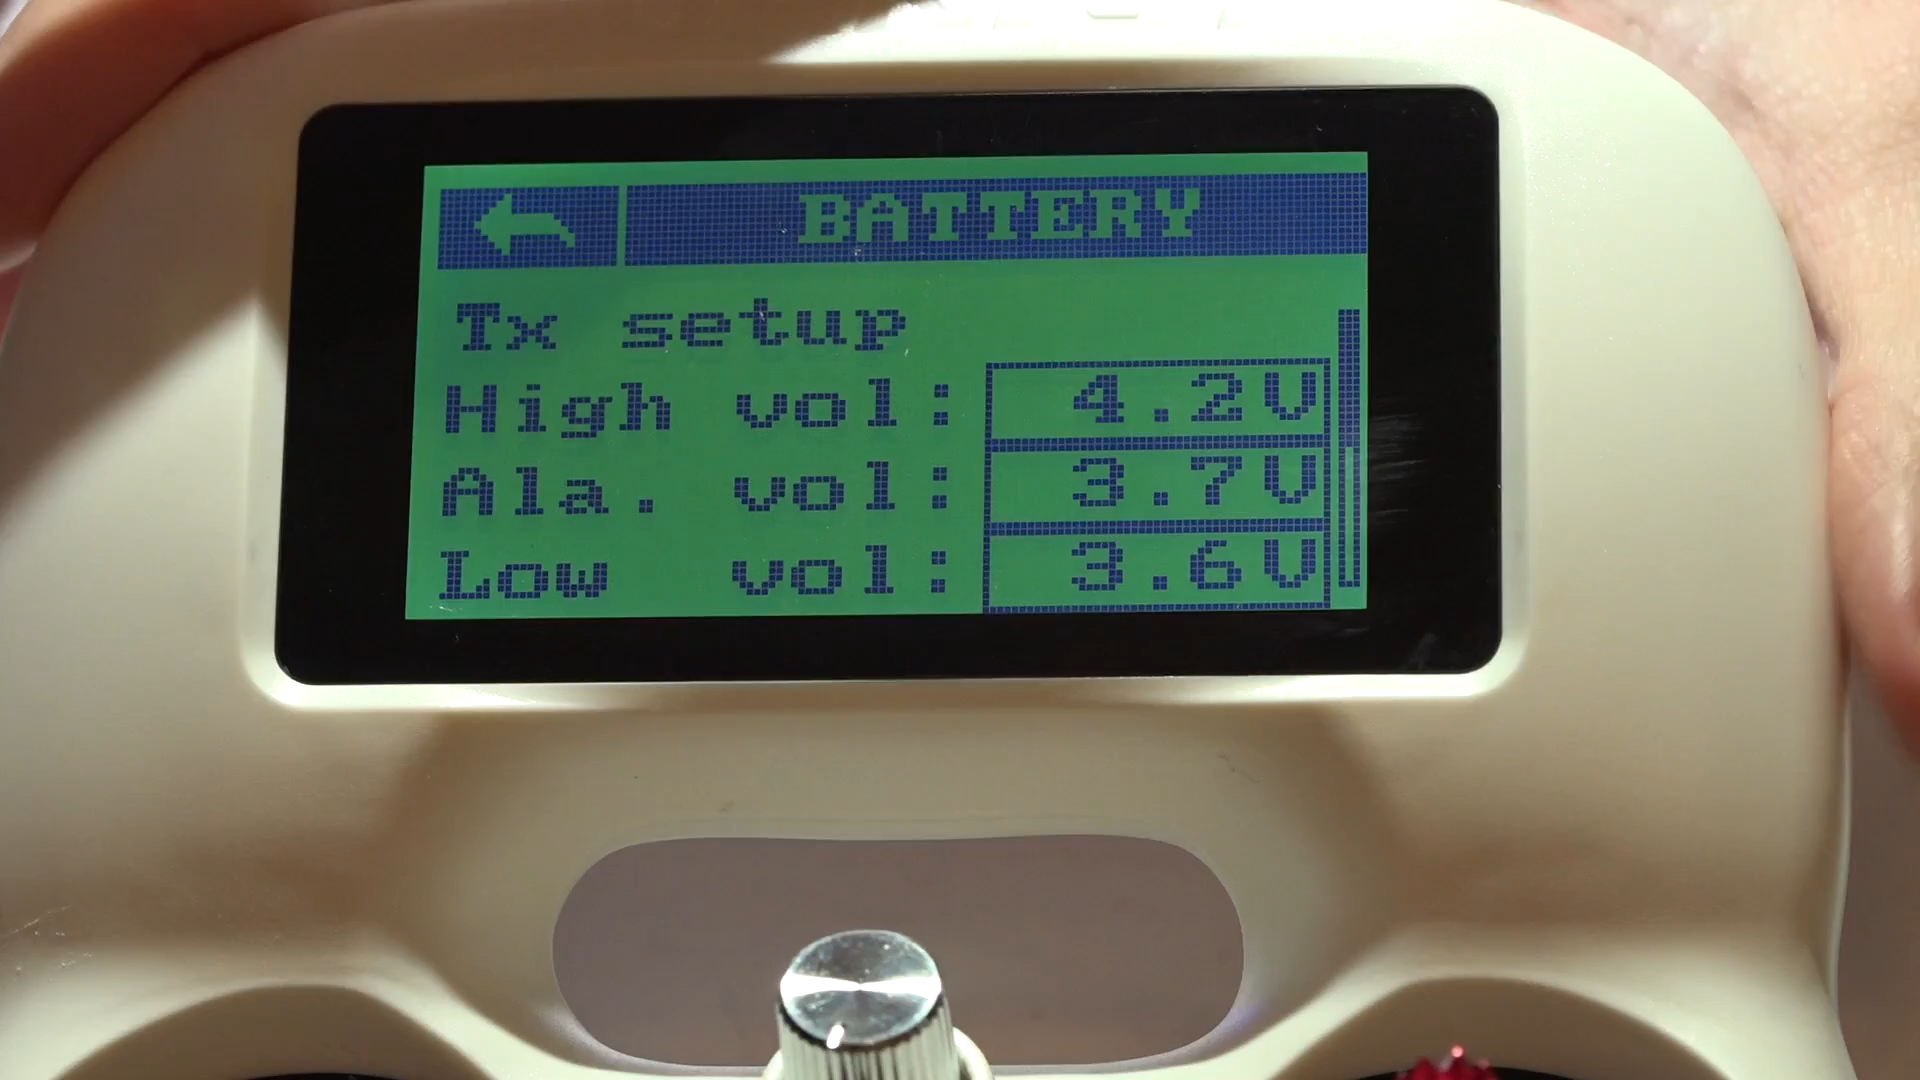 BATTERY
Tx setup
High vol: 4.2V
Ala. vol: 3.7V
Low vol: 3.6V